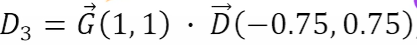 D₃ = G⃗(1, 1) · D⃗(−0.75, 0.75)